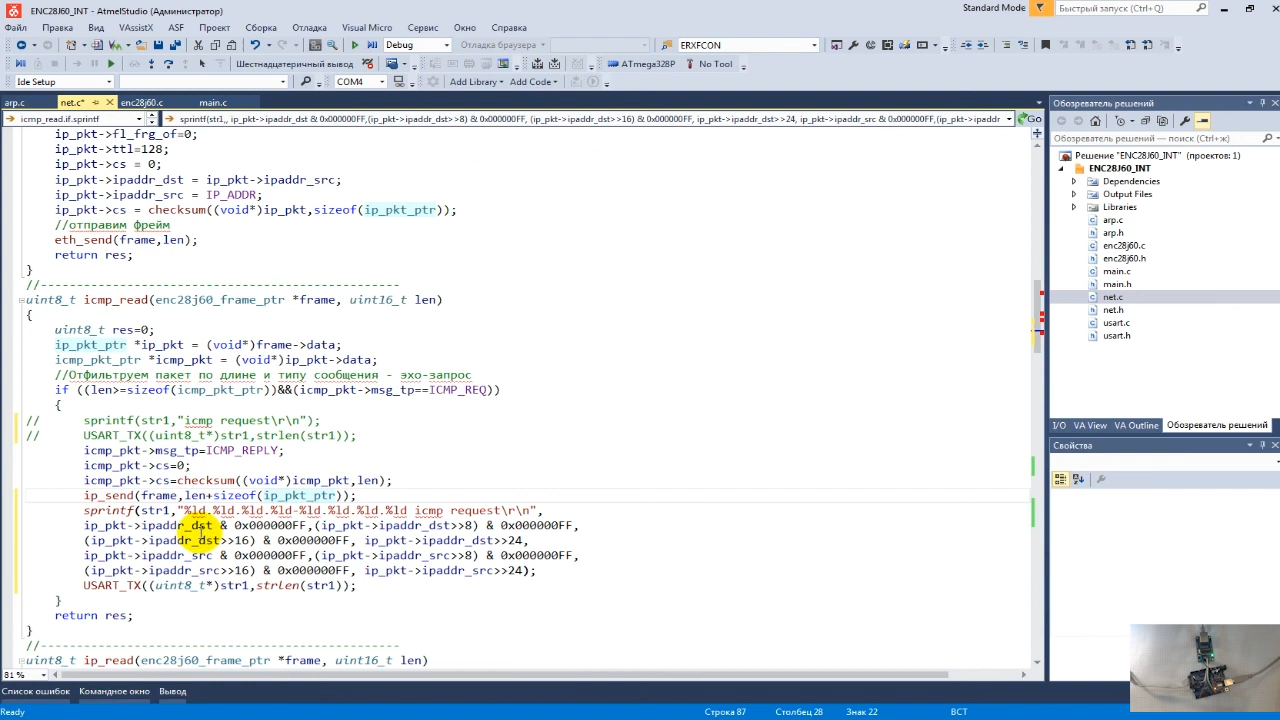 ENC28J60_INT - AtmelStudio (Администратор)
Standard Mode
Быстрый запуск (Ctrl+Q)
Файл Правка Вид VAssistX ASF Проект Сборка Отладка Visual Micro Инструменты Сервис Окно Справка
Debug
Отладка браузера
ERXFCON
Шестнадцатеричный вывод
ATmega328P
No Tool
Ide Setup
COM4
Add Library
Add Code
arp.c
net.c*
enc28j60.c
main.c
icmp_read.if.sprintf
sprintf(str1,, ip_pkt->ipaddr_dst & 0x000000FF,(ip_pkt->ipaddr_dst>>8) & 0x000000FF, (ip_pkt->ipaddr_dst>>16) & 0x000000FF, ip_pkt->ipaddr_dst>>24, ip_pkt->ipaddr_src & 0x000000FF,(ip_pkt->ipaddr_src>>8) & 0x000000FF, (ip_pkt->ipaddr
Go
ip_pkt->fl_frg_of=0;
ip_pkt->ttl=128;
ip_pkt->cs = 0;
ip_pkt->ipaddr_dst = ip_pkt->ipaddr_src;
ip_pkt->ipaddr_src = IP_ADDR;
ip_pkt->cs = checksum((void*)ip_pkt,sizeof(ip_pkt_ptr));
//отправим фрейм
eth_send(frame,len);
return res;
}
//--------------------------------------------------
uint8_t icmp_read(enc28j60_frame_ptr *frame, uint16_t len)
{
uint8_t res=0;
ip_pkt_ptr *ip_pkt = (void*)frame->data;
icmp_pkt_ptr *icmp_pkt = (void*)ip_pkt->data;
//Отфильтруем пакет по длине и типу сообщения - эхо-запрос
if ((len>=sizeof(icmp_pkt_ptr))&&(icmp_pkt->msg_tp==ICMP_REQ))
{
// sprintf(str1,"icmp request\r\n");
// USART_TX((uint8_t*)str1,strlen(str1));
icmp_pkt->msg_tp=ICMP_REPLY;
icmp_pkt->cs=0;
icmp_pkt->cs=checksum((void*)icmp_pkt,len);
ip_send(frame,len+sizeof(ip_pkt_ptr));
sprintf(str1,"%ld.%ld.%ld.%ld-%ld.%ld.%ld.%ld icmp request\r\n",
ip_pkt->ipaddr_dst & 0x000000FF,(ip_pkt->ipaddr_dst>>8) & 0x000000FF,
(ip_pkt->ipaddr_dst>>16) & 0x000000FF, ip_pkt->ipaddr_dst>>24,
ip_pkt->ipaddr_src & 0x000000FF,(ip_pkt->ipaddr_src>>8) & 0x000000FF,
(ip_pkt->ipaddr_src>>16) & 0x000000FF, ip_pkt->ipaddr_src>>24);
USART_TX((uint8_t*)str1,strlen(str1));
}
return res;
}
//--------------------------------------------------
uint8_t ip_read(enc28j60_frame_ptr *frame, uint16_t len)
81 %
Список ошибок Командное окно Вывод
Ready
Строка 87
Столбец 28
Знак 22
ВСТ
Обозреватель решений
Обозреватель решений — поиск (Ctrl+ж)
Решение "ENC28J60_INT" (проектов: 1)
ENC28J60_INT
Dependencies
Output Files
Libraries
arp.c
arp.h
enc28j60.c
enc28j60.h
main.c
main.h
net.c
net.h
usart.c
usart.h
I/O VA View VA Outline Обозреватель решений
Свойства